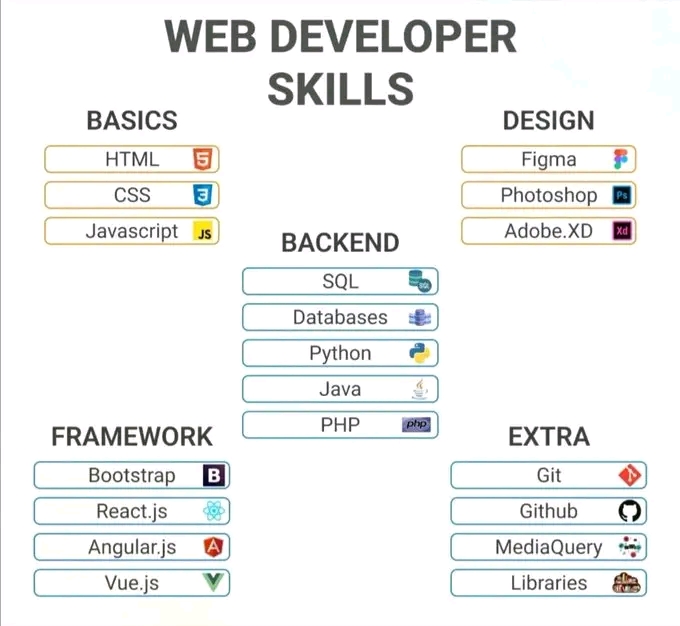 WEB DEVELOPER
SKILLS
BASICS
HTML 5
CSS 3
Javascript JS
DESIGN
Figma
Photoshop Ps
Adobe.XD Xd
BACKEND
SQL SQL
Databases
Python
Java
PHP php
FRAMEWORK
Bootstrap B
React.js
Angular.js A
Vue.js
EXTRA
Git
Github
MediaQuery
Libraries